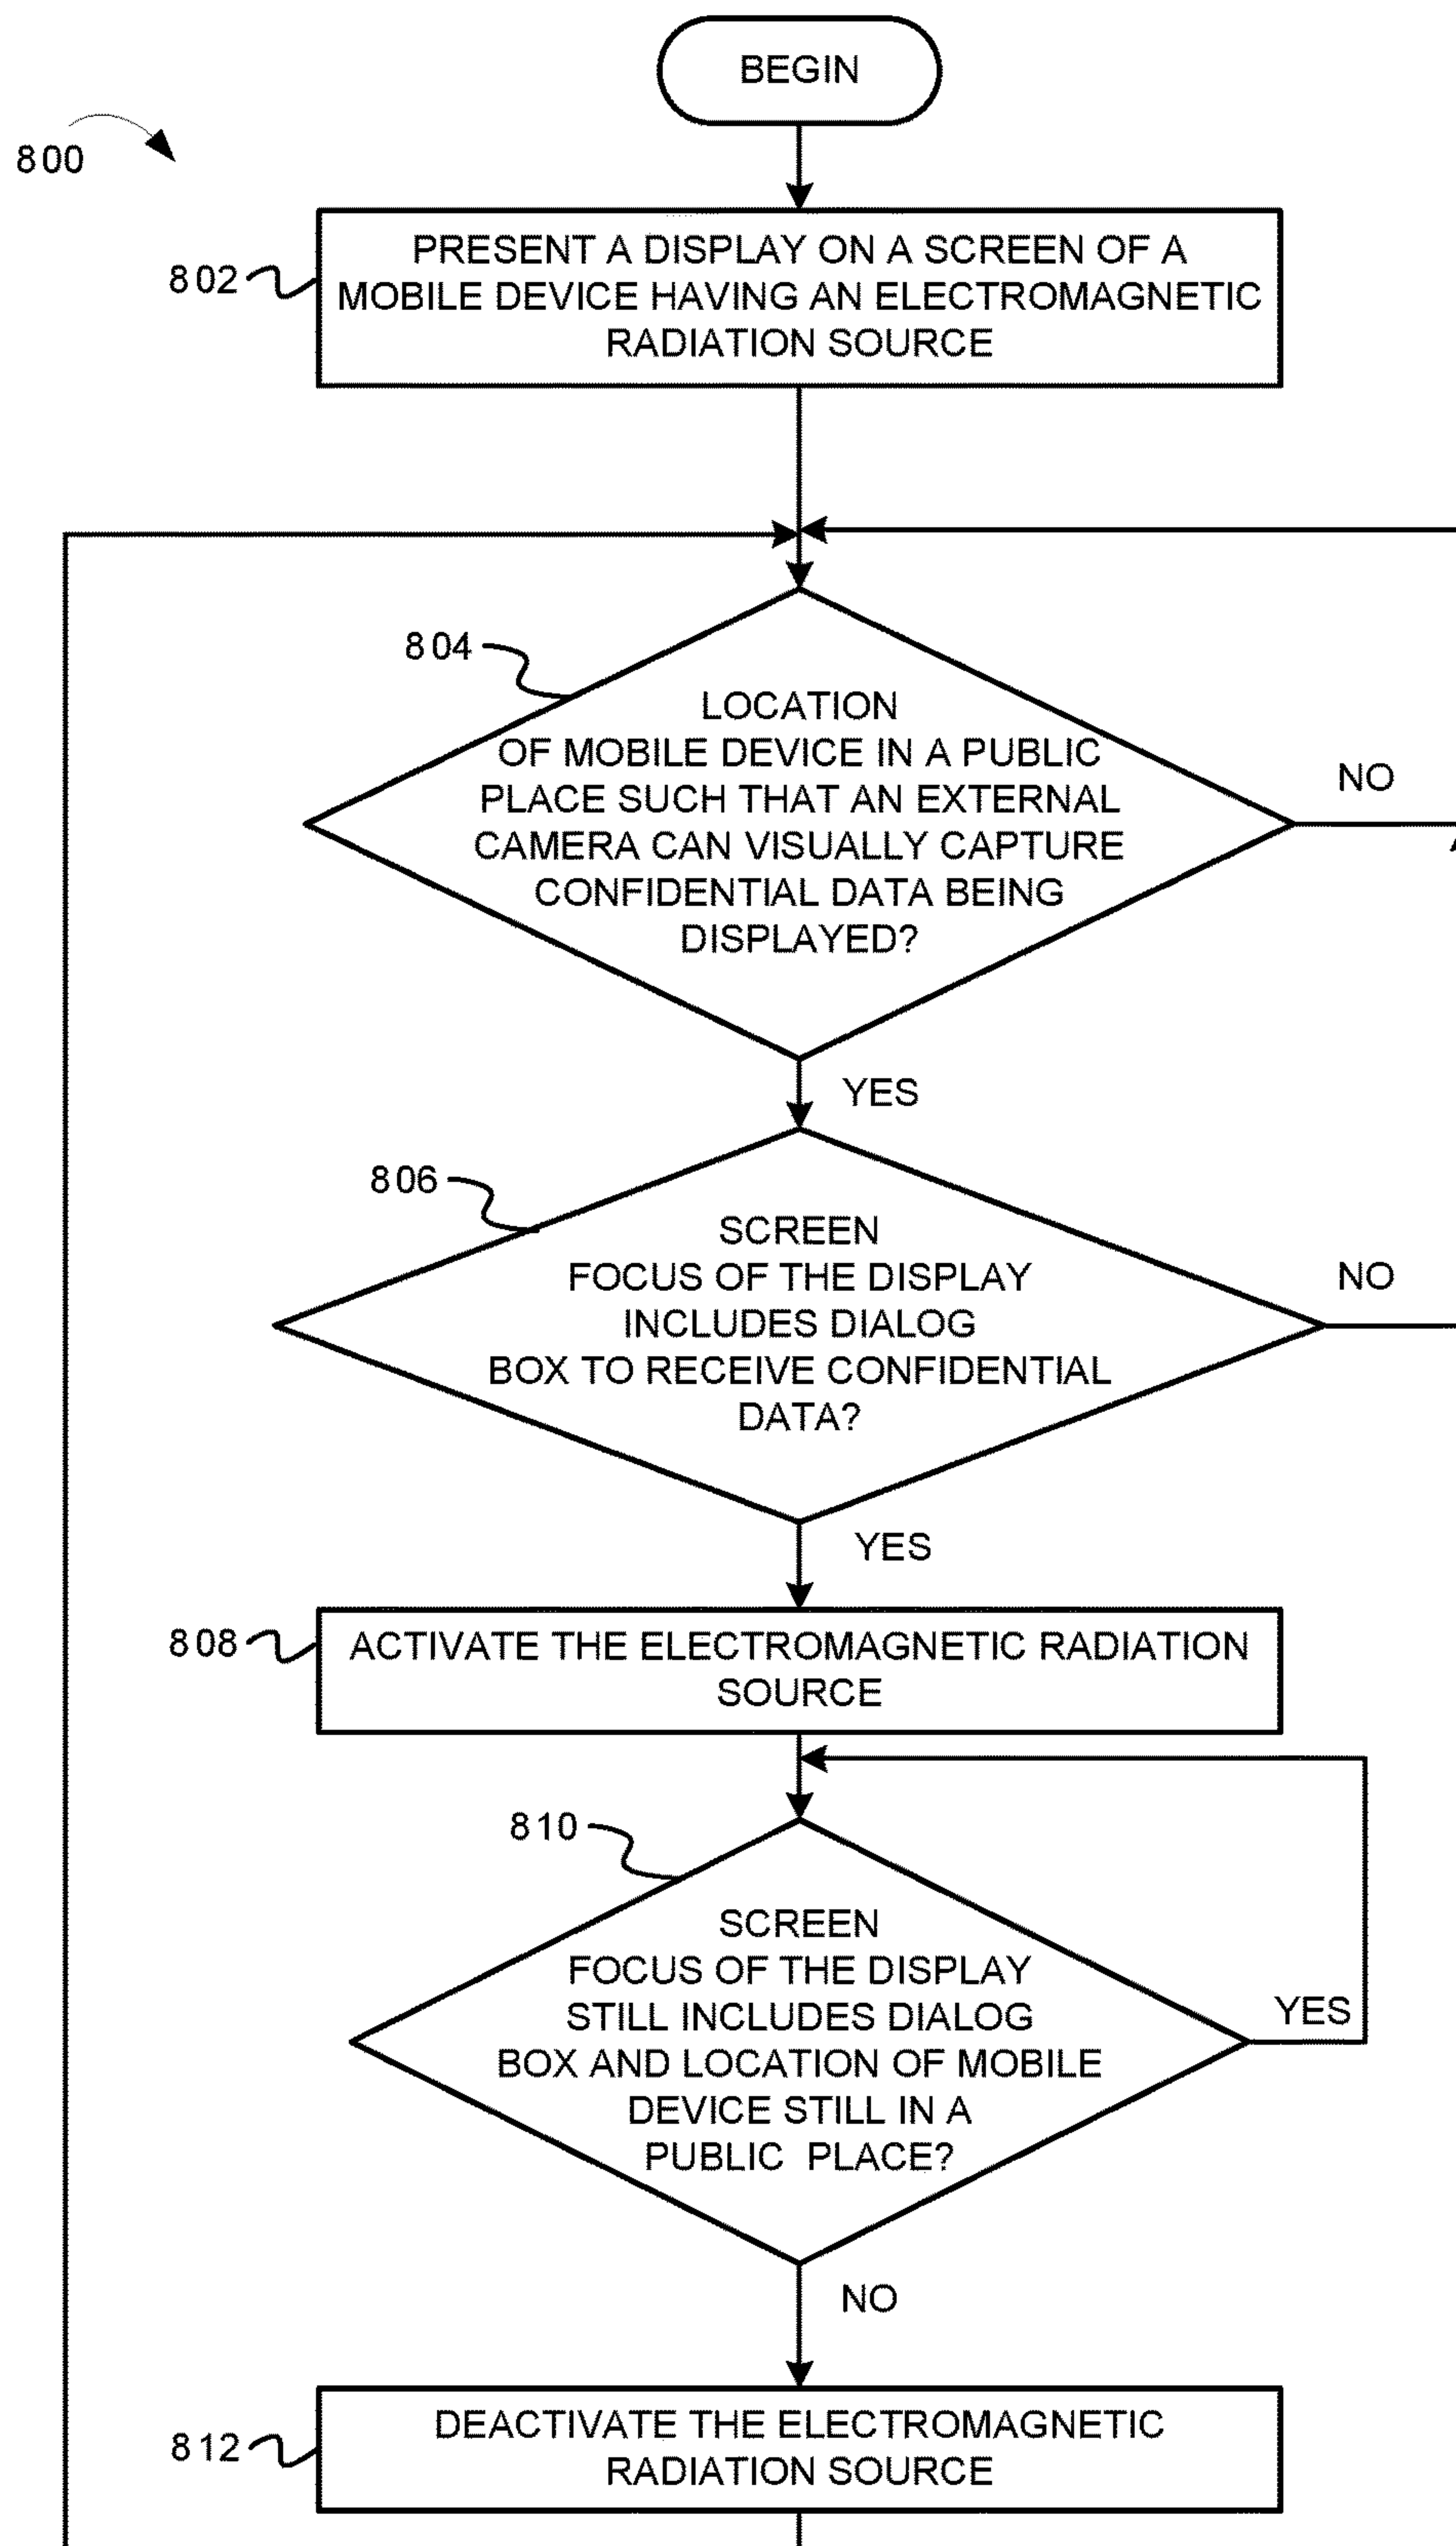 BEGIN
800
802
PRESENT A DISPLAY ON A SCREEN OF A
MOBILE DEVICE HAVING AN ELECTROMAGNETIC
RADIATION SOURCE
804
LOCATION
OF MOBILE DEVICE IN A PUBLIC
PLACE SUCH THAT AN EXTERNAL
CAMERA CAN VISUALLY CAPTURE
CONFIDENTIAL DATA BEING
DISPLAYED?
NO
YES
806
SCREEN
FOCUS OF THE DISPLAY
INCLUDES DIALOG
BOX TO RECEIVE CONFIDENTIAL
DATA?
NO
YES
808
ACTIVATE THE ELECTROMAGNETIC RADIATION
SOURCE
810
SCREEN
FOCUS OF THE DISPLAY
STILL INCLUDES DIALOG
BOX AND LOCATION OF MOBILE
DEVICE STILL IN A
PUBLIC PLACE?
YES
NO
812
DEACTIVATE THE ELECTROMAGNETIC
RADIATION SOURCE